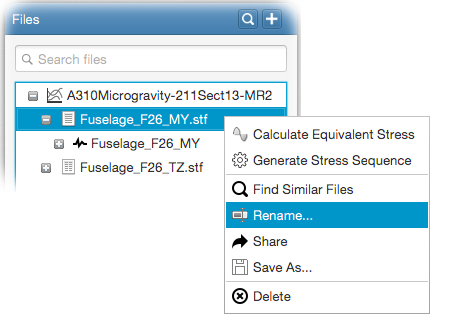 Files
Search files
A310Microgravity-211Sect13-MR2
Fuselage_F26_MY.stf
Fuselage_F26_MY
Fuselage_F26_TZ.stf
Calculate Equivalent Stress
Generate Stress Sequence
Find Similar Files
Rename...
Share
Save As...
Delete